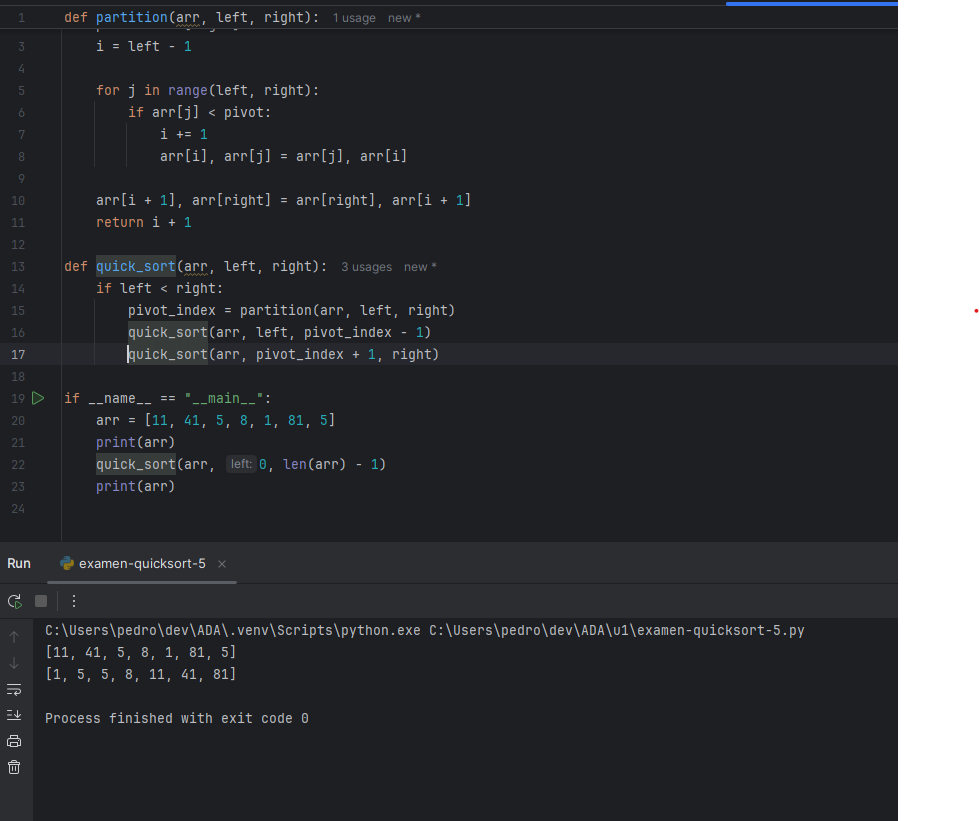 1 def partition(arr, left, right): 1 usage new *
3 i = left - 1
4
5 for j in range(left, right):
6 if arr[j] < pivot:
7 i += 1
8 arr[i], arr[j] = arr[j], arr[i]
9
10 arr[i + 1], arr[right] = arr[right], arr[i + 1]
11 return i + 1
12
13 def quick_sort(arr, left, right): 3 usages new *
14 if left < right:
15 pivot_index = partition(arr, left, right)
16 quick_sort(arr, left, pivot_index - 1)
17 quick_sort(arr, pivot_index + 1, right)
18
19 if __name__ == "__main__":
20 arr = [11, 41, 5, 8, 1, 81, 5]
21 print(arr)
22 quick_sort(arr, left: 0, len(arr) - 1)
23 print(arr)
24
Run examen-quicksort-5
C:\Users\pedro\dev\ADA\.venv\Scripts\python.exe C:\Users\pedro\dev\ADA\u1\examen-quicksort-5.py
[11, 41, 5, 8, 1, 81, 5]
[1, 5, 5, 8, 11, 41, 81]
Process finished with exit code 0